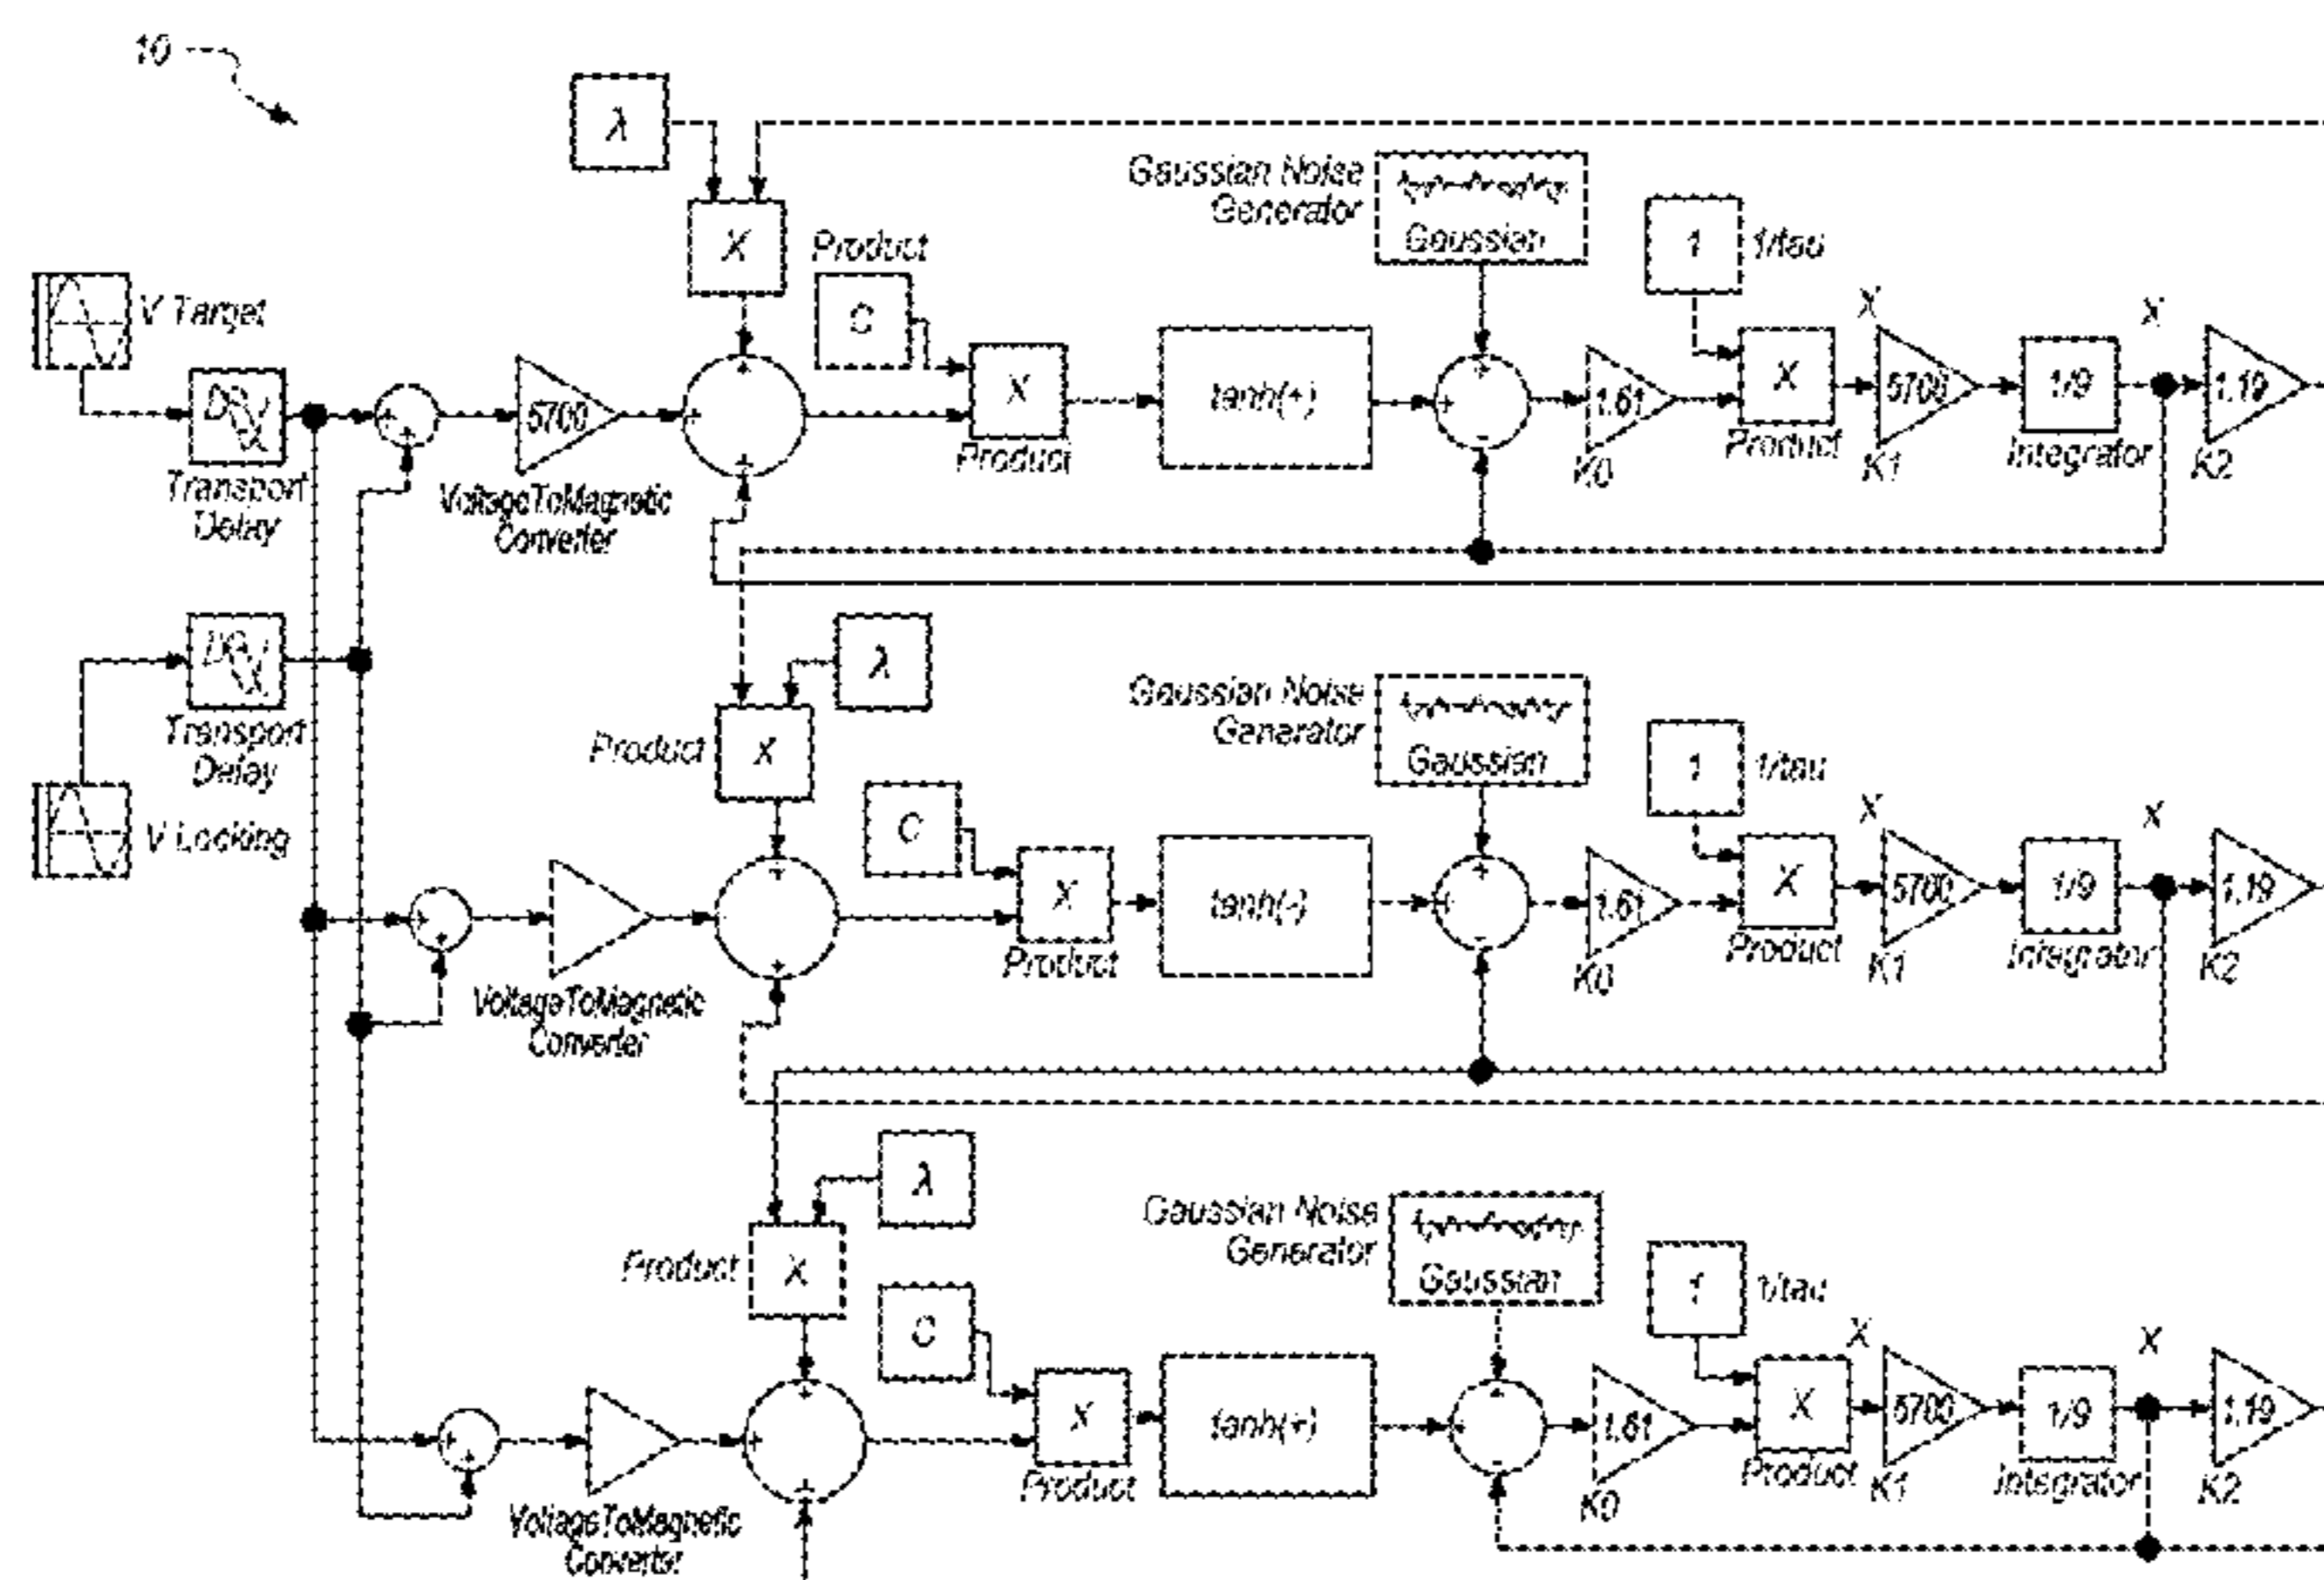 10
λ
Gaussian Noise
Generator
Gaussian
X
Product
1
1/tau
V Target
C
X
X
X
tanh(+)
X
5700
1.61
5700
1/9
1.19
Product
Product
Integrator
K0
K1
K2
Transport
Delay
VoltageToMagnetic
Converter
λ
Gaussian Noise
Generator
Gaussian
Transport
Delay
Product
X
1
1/tau
V Locking
C
X
X
X
X
tanh(-)
1.61
5700
1/9
1.19
Product
Product
Integrator
K0
K1
K2
VoltageToMagnetic
Converter
λ
Gaussian Noise
Generator
Gaussian
Product
X
1
1/tau
C
X
X
X
X
tanh(+)
1.61
5700
1/9
1.19
Product
Product
Integrator
K0
K1
K2
VoltageToMagnetic
Converter